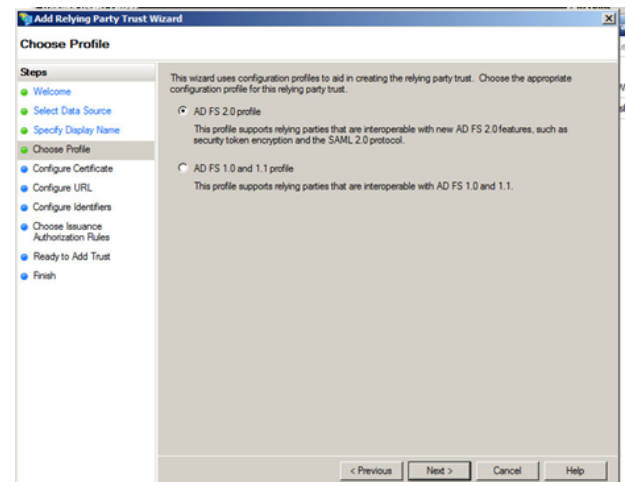 Add Relying Party Trust Wizard
Choose Profile
Steps
Welcome
Select Data Source
Specify Display Name
Choose Profile
Configure Certificate
Configure URL
Configure Identifiers
Choose Issuance
Authorization Rules
Ready to Add Trust
Finish
This wizard uses configuration profiles to aid in creating the relying party trust. Choose the appropriate
configuration profile for this relying party trust.
AD FS 2.0 profile
This profile supports relying parties that are interoperable with new AD FS 2.0 features, such as
security token encryption and the SAML 2.0 protocol.
AD FS 1.0 and 1.1 profile
This profile supports relying parties that are interoperable with AD FS 1.0 and 1.1.
< Previous
Next >
Cancel
Help